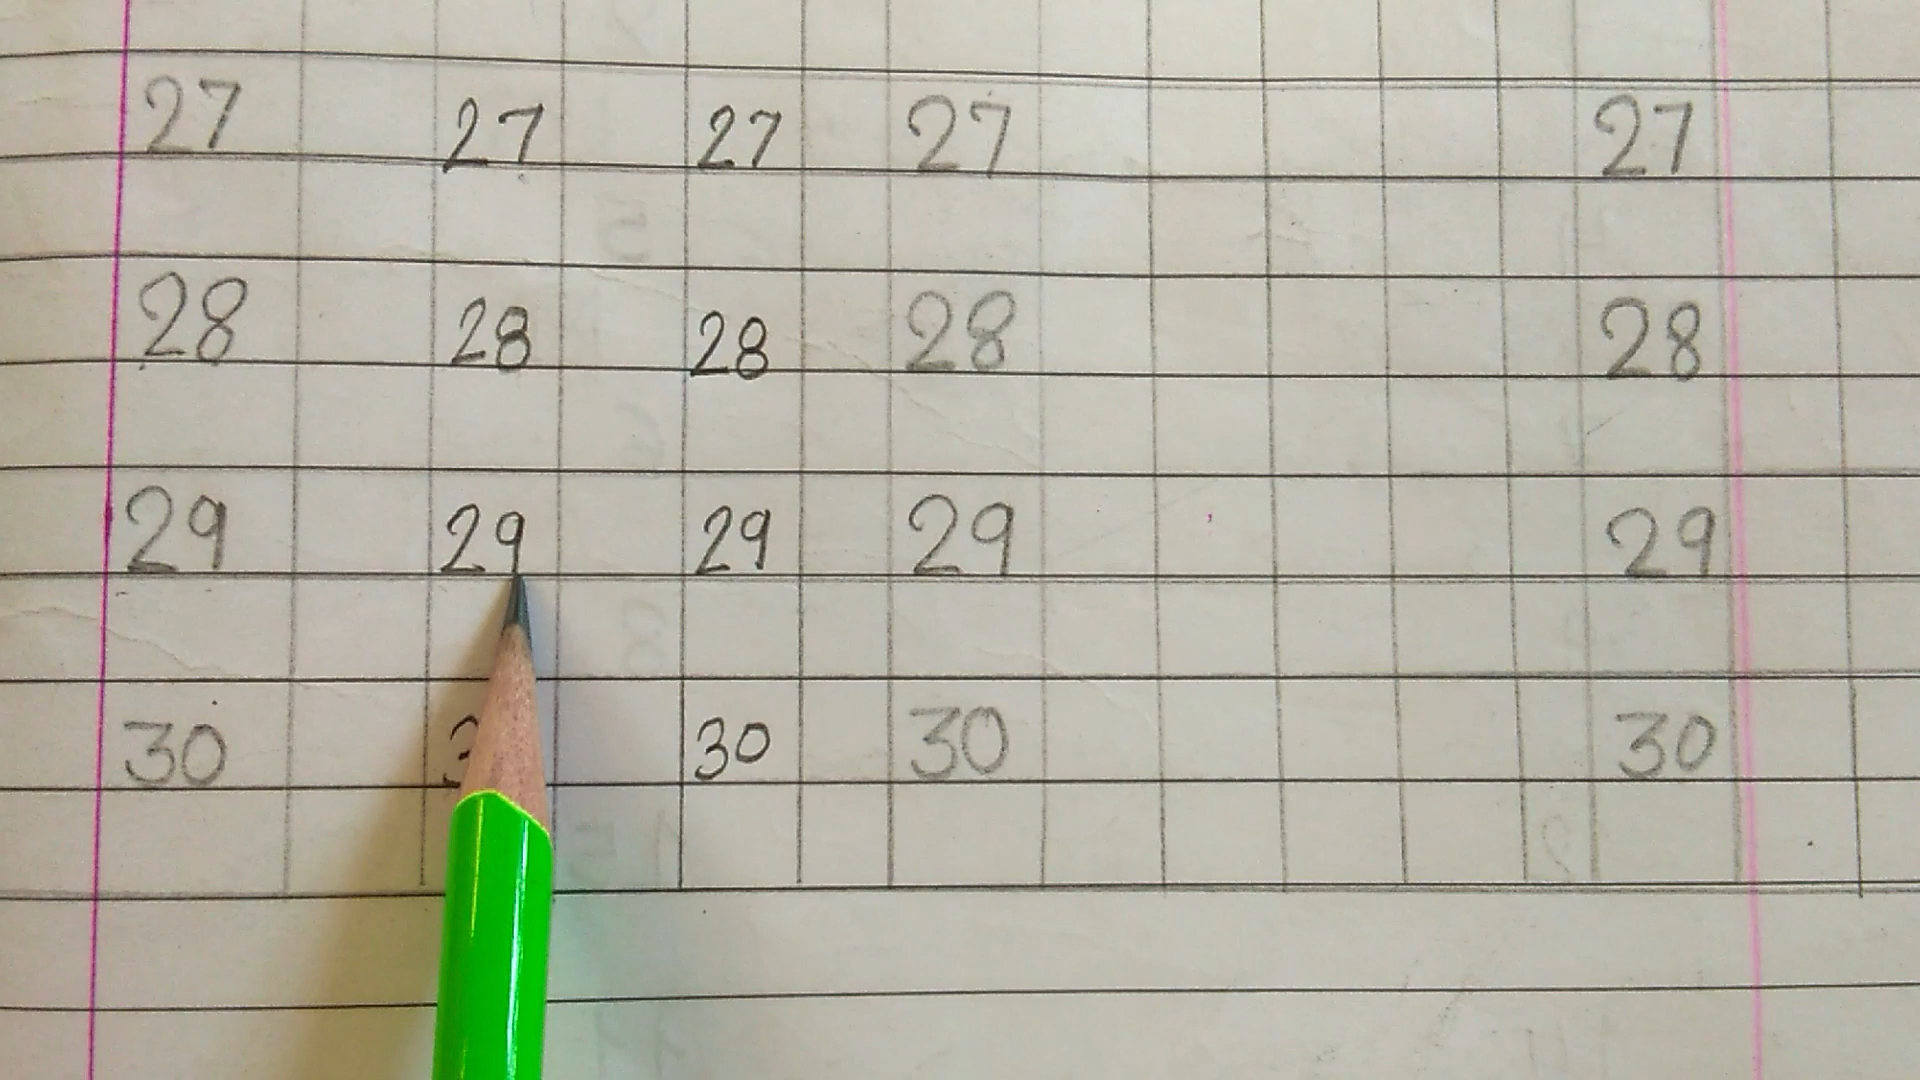 27 27 27 27 27
28 28 28 28 28
29 29 29 29 29
30 30 30 30